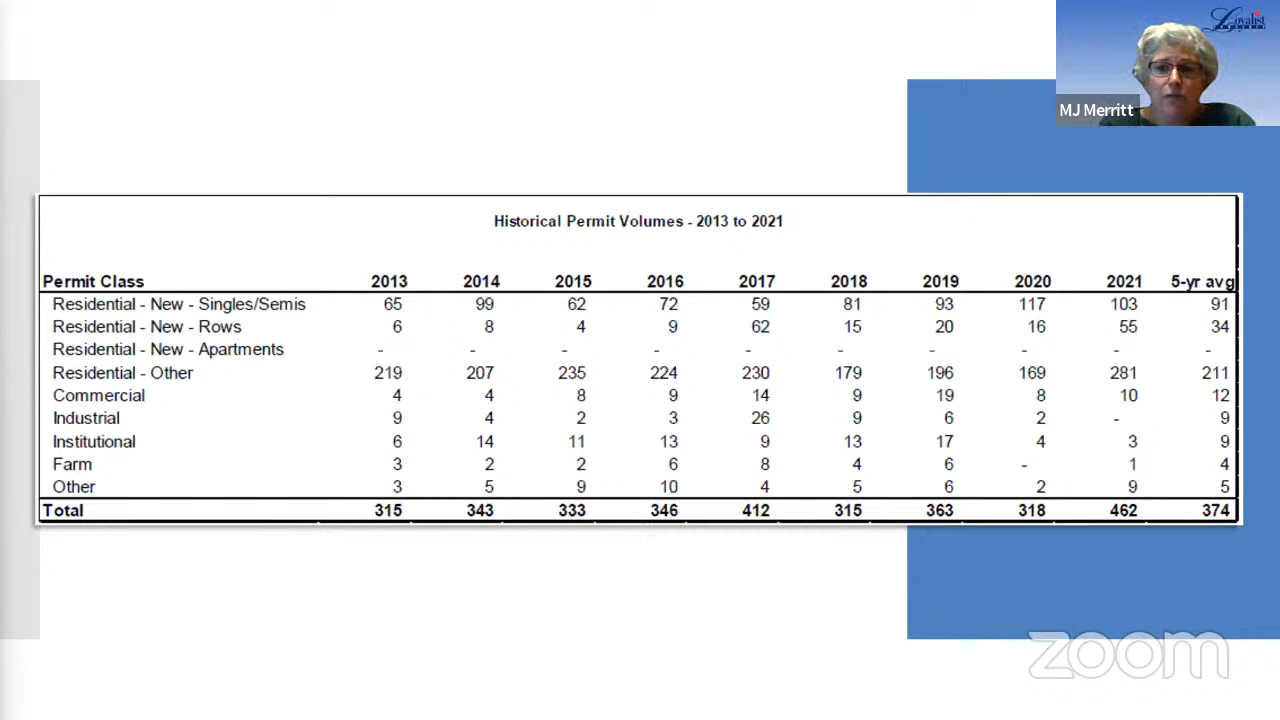 Loyalist
MJ Merritt
Historical Permit Volumes - 2013 to 2021
Permit Class 2013 2014 2015 2016 2017 2018 2019 2020 2021 5-yr avg
Residential - New - Singles/Semis 65 99 62 72 59 81 93 117 103 91
Residential - New - Rows 6 8 4 9 62 15 20 16 55 34
Residential - New - Apartments - - - - - - - - - -
Residential - Other 219 207 235 224 230 179 196 169 281 211
Commercial 4 4 8 9 14 9 19 8 10 12
Industrial 9 4 2 3 26 9 6 2 - 9
Institutional 6 14 11 13 9 13 17 4 3 9
Farm 3 2 2 6 8 4 6 - 1 4
Other 3 5 9 10 4 5 6 2 9 5
Total 315 343 333 346 412 315 363 318 462 374
zoom